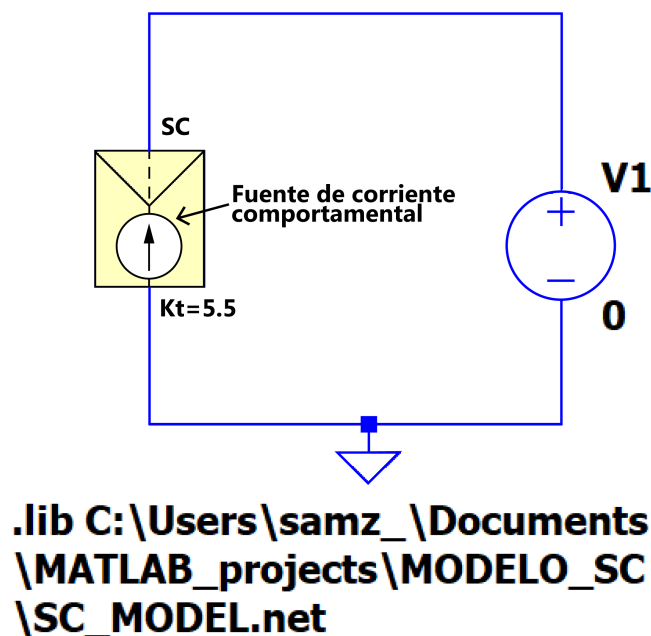 SC
Fuente de corriente
comportamental
V1
Kt=5.5
0
.lib C:\Users\samz_\Documents
\MATLAB_projects\MODELO_SC
\SC_MODEL.net